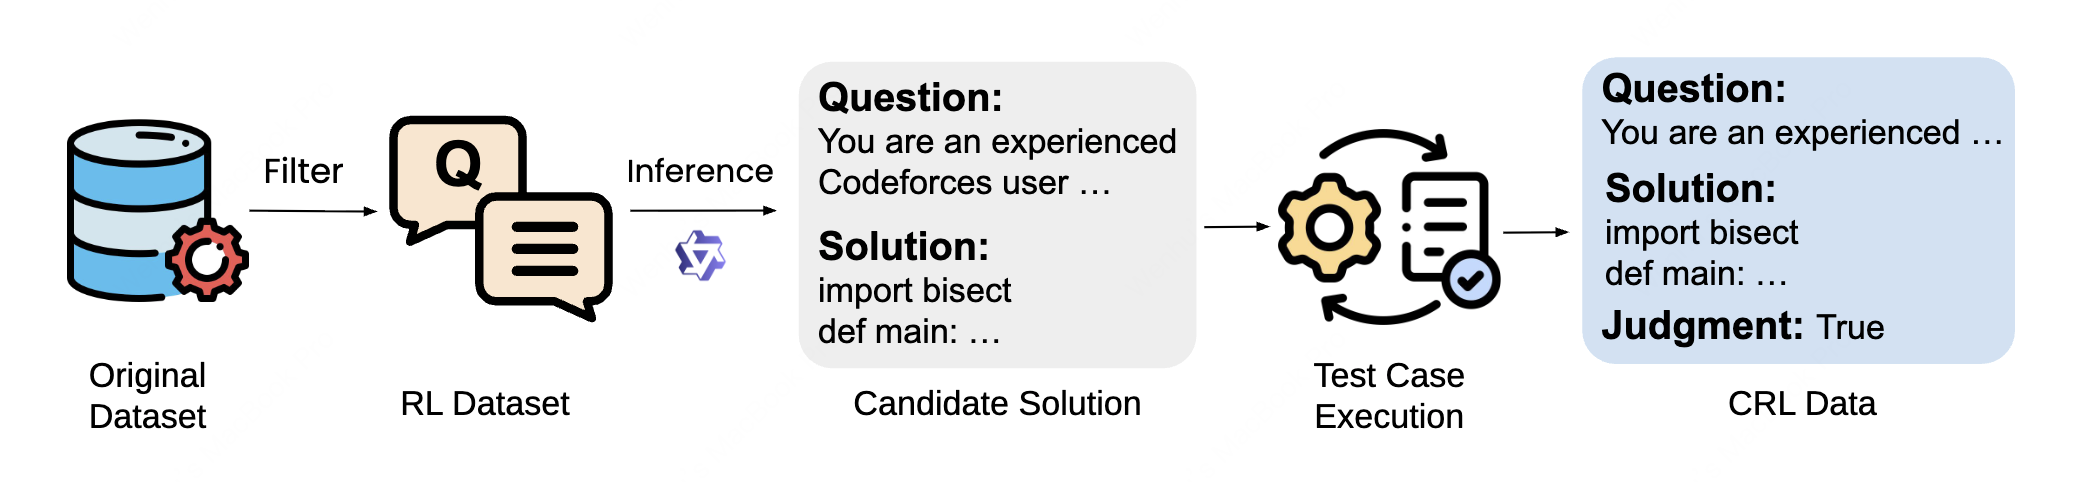 Original
Dataset
Filter
Q
RL Dataset
Inference
Question:
You are an experienced
Codeforces user …
Solution:
import bisect
def main: …
Candidate Solution
Test Case
Execution
Question:
You are an experienced …
Solution:
import bisect
def main: …
Judgment: True
CRL Data